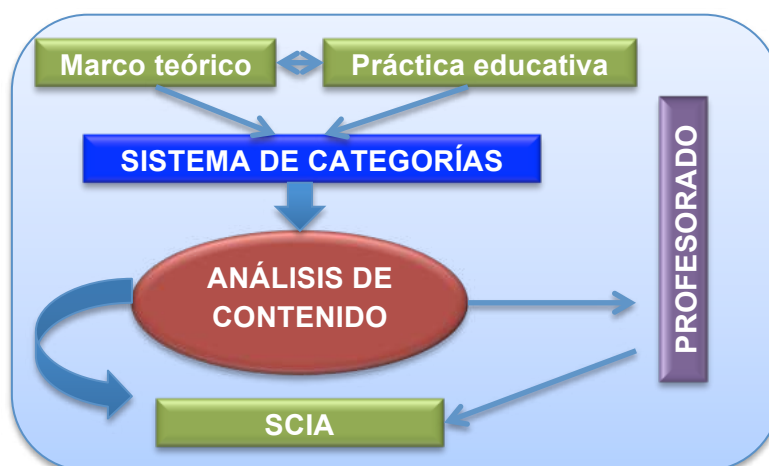 Marco teórico
Práctica educativa
SISTEMA DE CATEGORÍAS
ANÁLISIS DE
CONTENIDO
PROFESORADO
SCIA